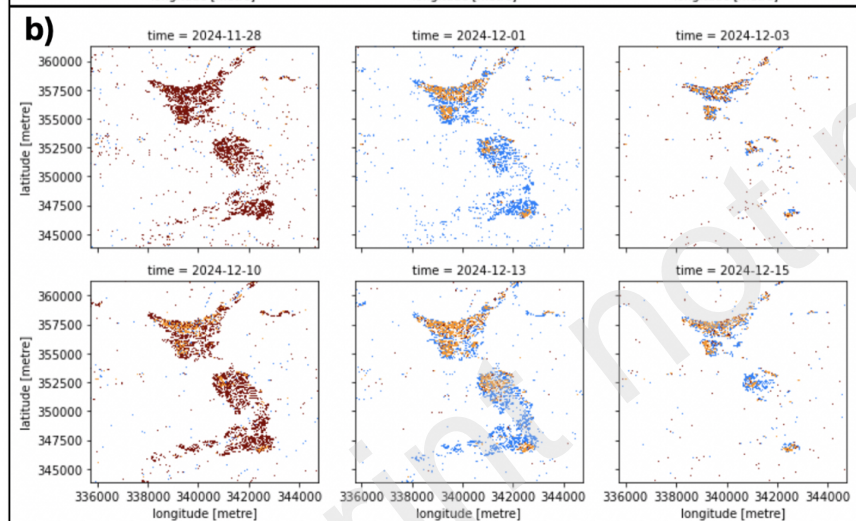 b)
time = 2024-11-28
time = 2024-12-01
time = 2024-12-03
360000
357500
355000
352500
350000
347500
345000
latitude [metre]
time = 2024-12-10
time = 2024-12-13
time = 2024-12-15
360000
357500
355000
352500
350000
347500
345000
latitude [metre]
336000 338000 340000 342000 344000
336000 338000 340000 342000 344000
336000 338000 340000 342000 344000
longitude [metre]
longitude [metre]
longitude [metre]
rint not